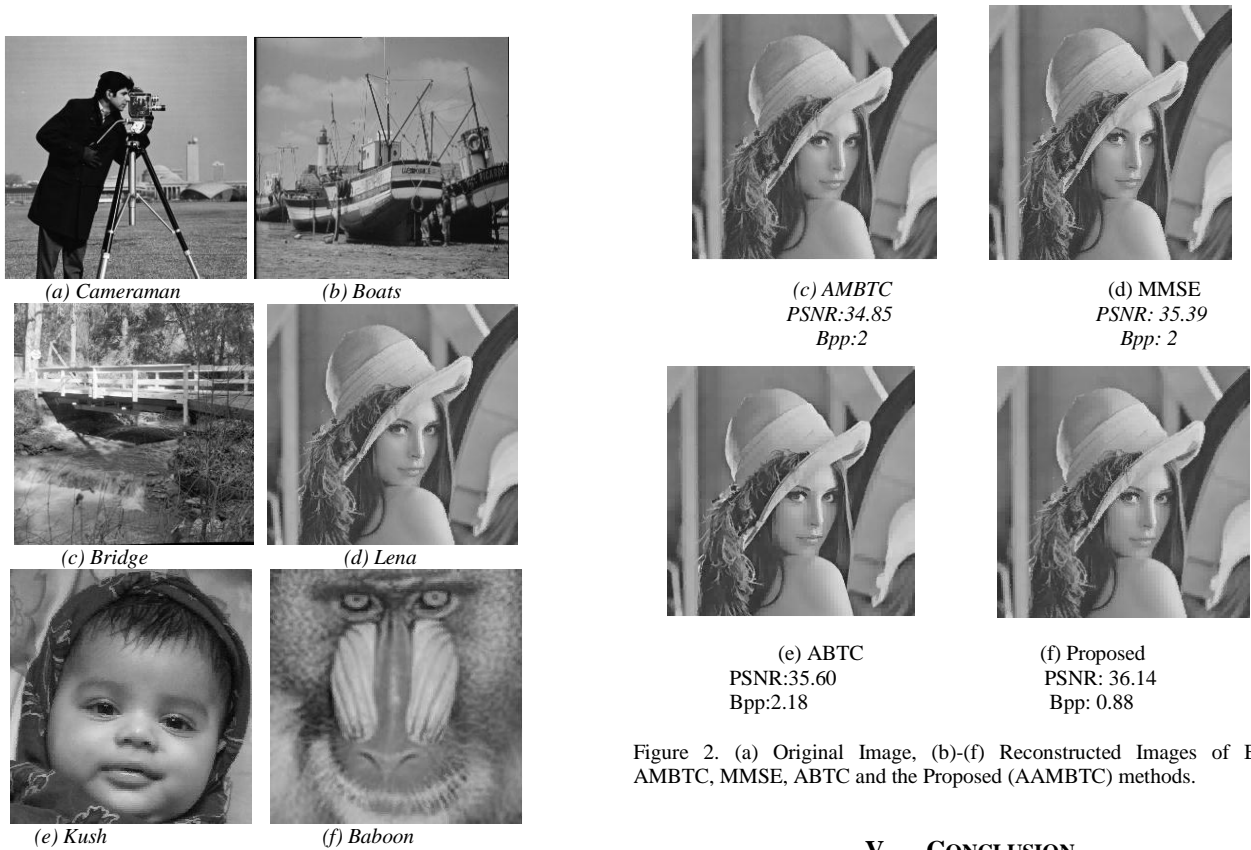 (a) Cameraman
(b) Boats
(c) Bridge
(d) Lena
(e) Kush
(f) Baboon
(c) AMBTC
PSNR:34.85
Bpp:2
(d) MMSE
PSNR: 35.39
Bpp: 2
(e) ABTC
PSNR:35.60
Bpp:2.18
(f) Proposed
PSNR: 36.14
Bpp: 0.88
Figure 2. (a) Original Image, (b)-(f) Reconstructed Images of
AMBTC, MMSE, ABTC and the Proposed (AAMBTC) methods.
V. CONCLUSION